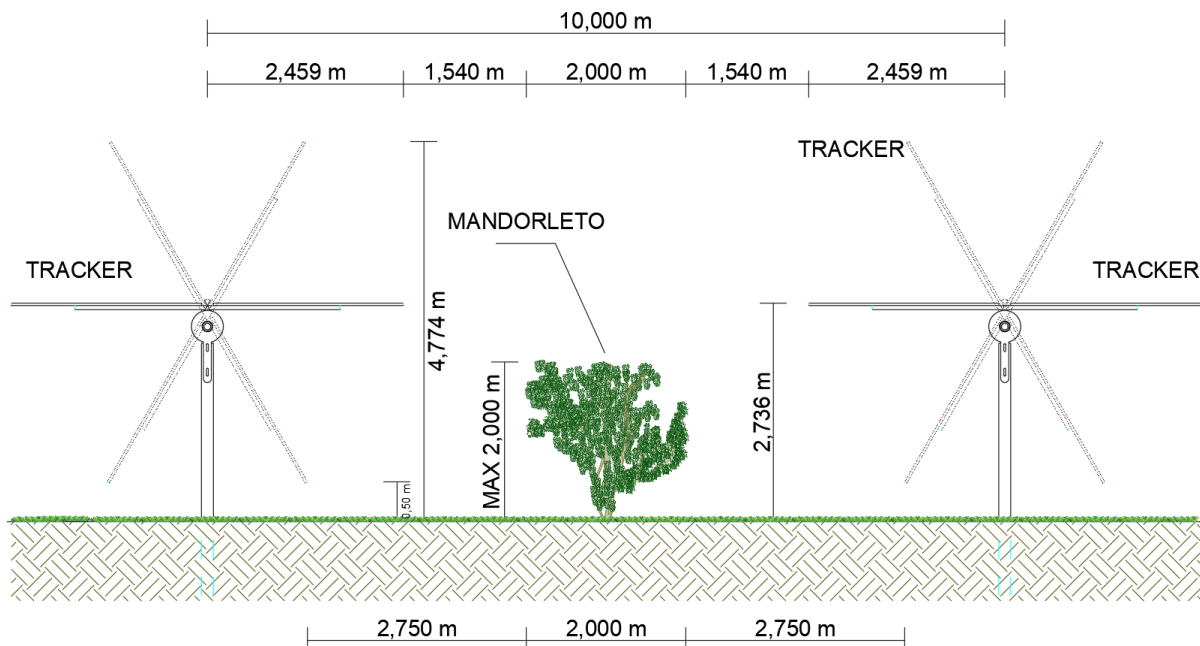 10,000 m
2,459 m
1,540 m
2,000 m
1,540 m
2,459 m
TRACKER
MANDORLETO
TRACKER
TRACKER
4,774 m
MAX 2,000 m
2,736 m
0,50 m
2,750 m
2,000 m
2,750 m